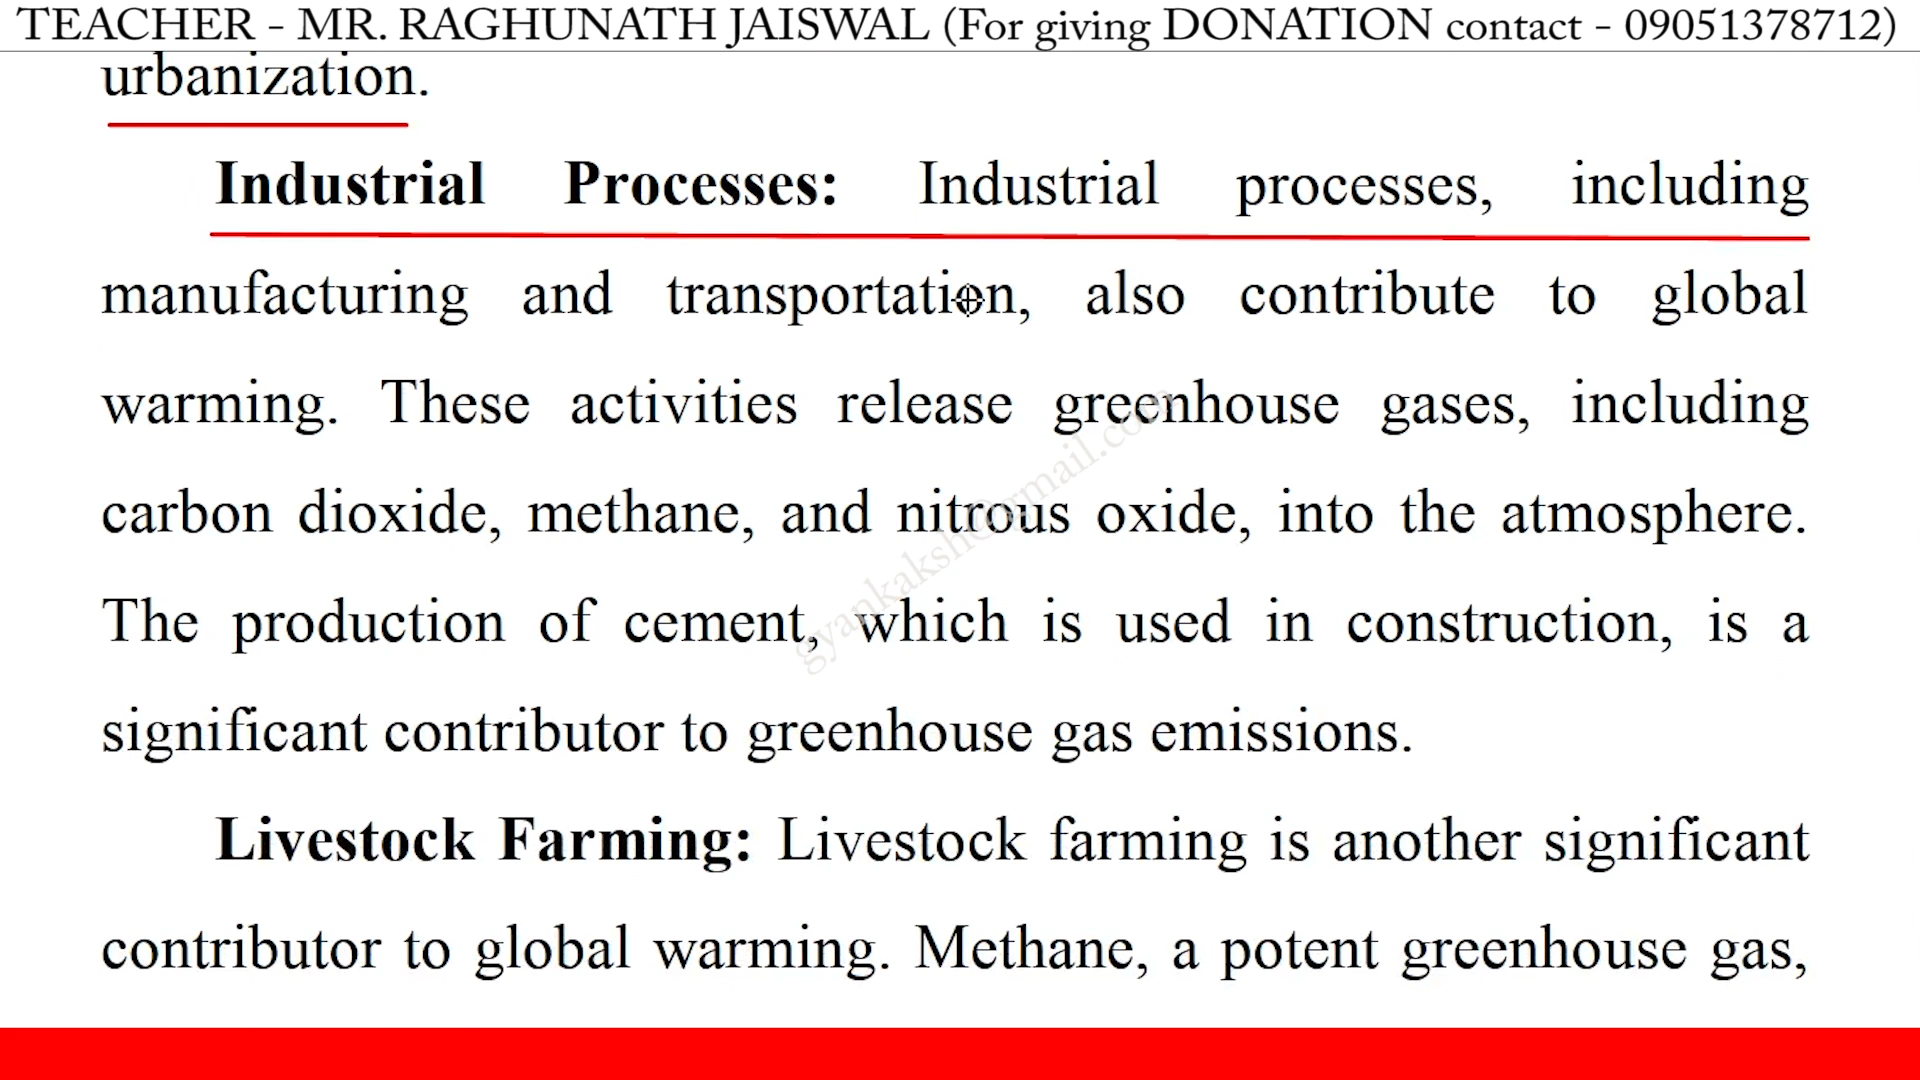 TEACHER - MR. RAGHUNATH JAISWAL (For giving DONATION contact - 09051378712)
urbanization.
Industrial Processes: Industrial processes, including
manufacturing and transportation, also contribute to global
warming. These activities release greenhouse gases, including
carbon dioxide, methane, and nitrous oxide, into the atmosphere.
The production of cement, which is used in construction, is a
significant contributor to greenhouse gas emissions.
Livestock Farming: Livestock farming is another significant
contributor to global warming. Methane, a potent greenhouse gas,
gyankaksh@gmail.com